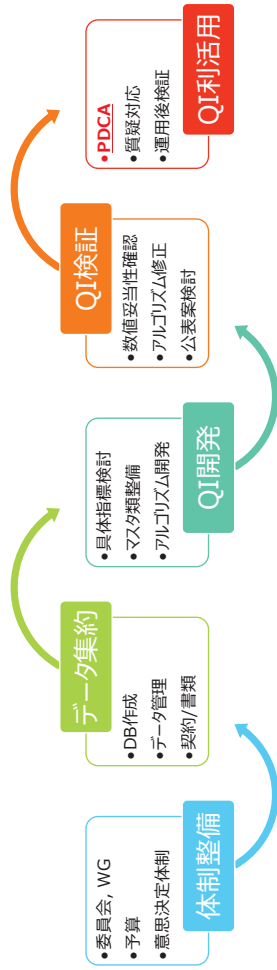 •委員会, WG
•予算
•意思決定体制
体制整備
データ集約
•DB作成
•データ管理
•契約/書類
•具体指標検討
•マスタ類整備
•アルゴリズム開発
QI開発
QI検証
•数値妥当性確認
•アルゴリズム修正
•公表案検討
•PDCA
•質疑対応
•運用後検証
QI利活用